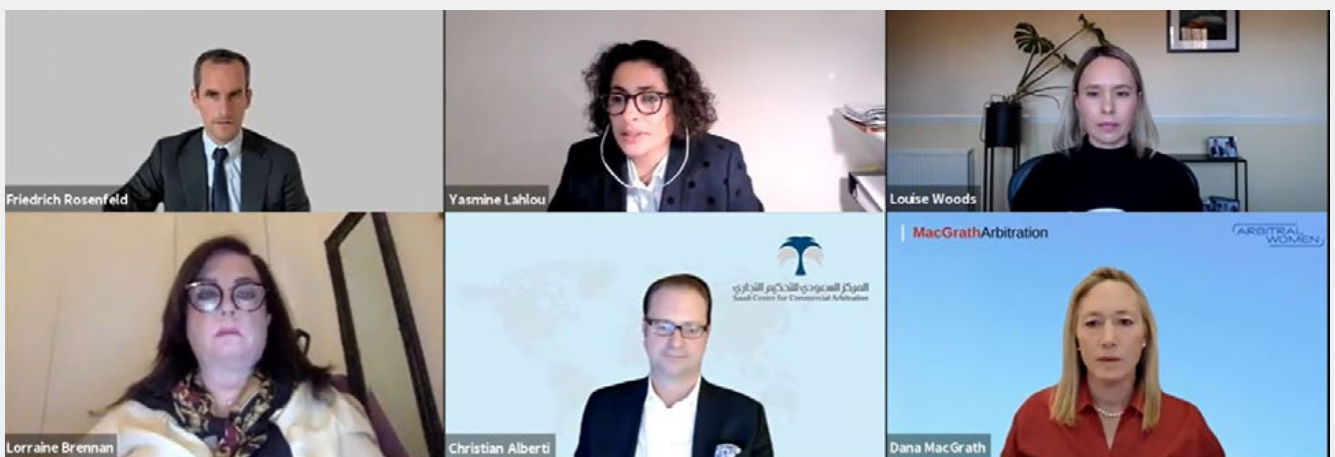 Friedrich Rosenfeld
Yasmine Lahlou
Louise Woods
Lorraine Brennan
المركز السعودي للتحكيم التجاري
Saudi Center for Commercial Arbitration
Christian Alberti
MacGrathArbitration
ARBITRAL
WOMEN
Dana MacGrath